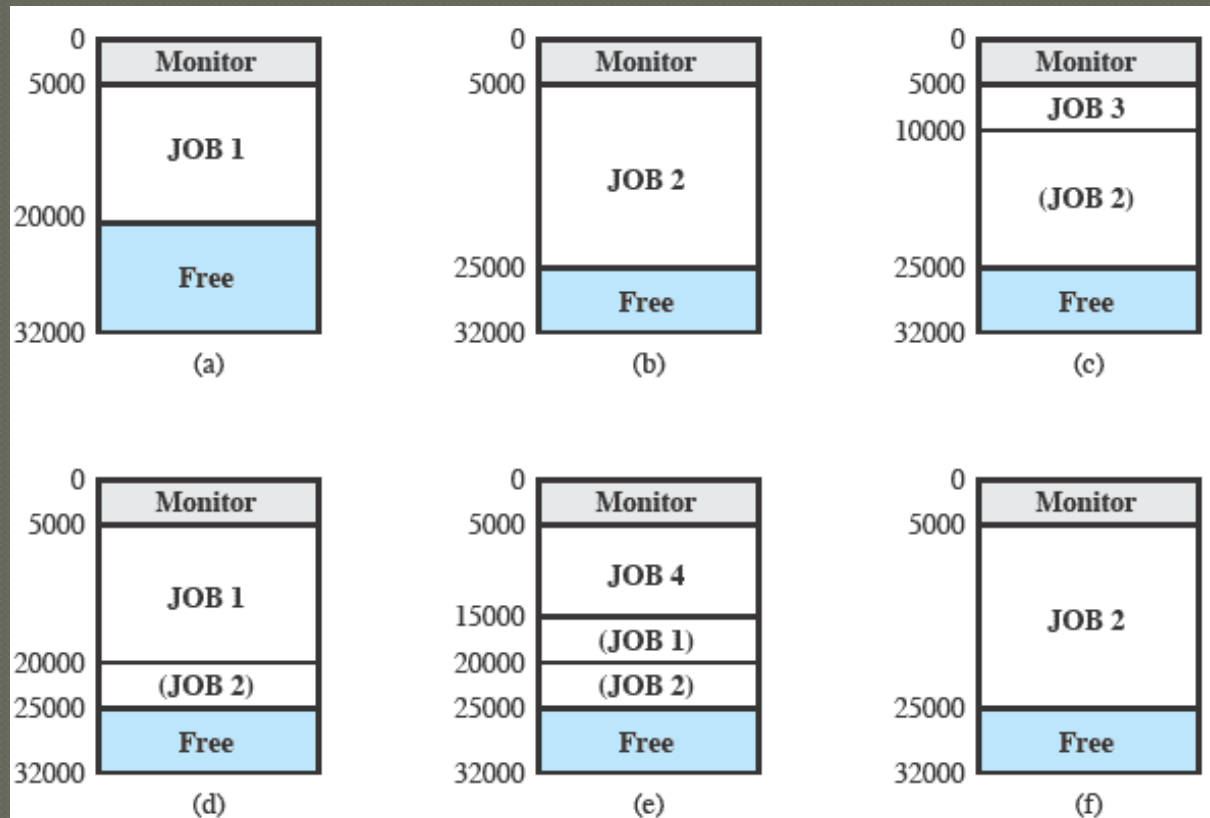 0
Monitor
5000
JOB 1
20000
Free
32000
(a)
0
Monitor
5000
JOB 2
25000
Free
32000
(b)
0
Monitor
5000
JOB 3
10000
(JOB 2)
25000
Free
32000
(c)
0
Monitor
5000
JOB 1
20000
(JOB 2)
25000
Free
32000
(d)
0
Monitor
5000
JOB 4
15000
(JOB 1)
20000
(JOB 2)
25000
Free
32000
(e)
0
Monitor
5000
JOB 2
25000
Free
32000
(f)